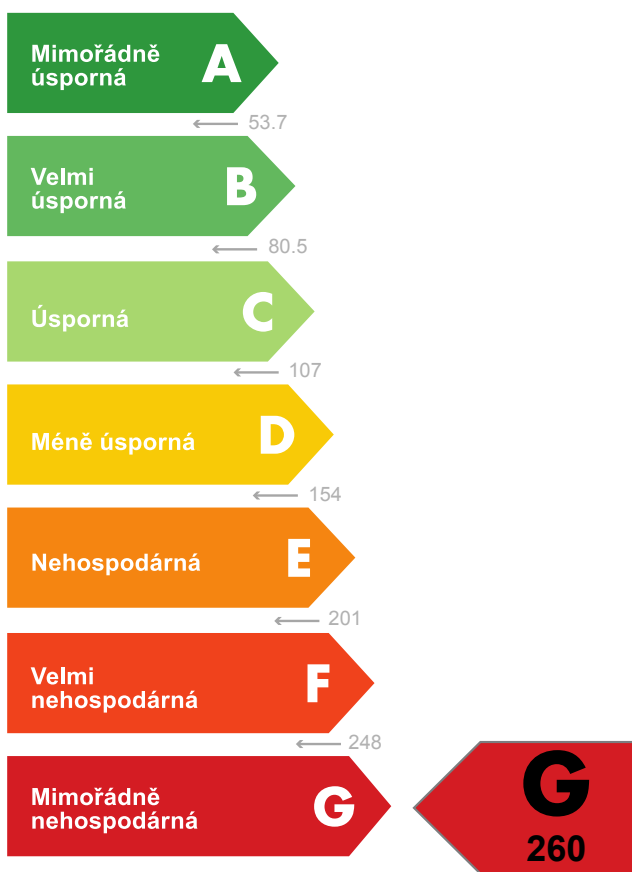 Mimořádně
úsporná
A
← 53.7
Velmi
úsporná
B
← 80.5
Úsporná
C
← 107
Méně úsporná
D
← 154
Nehospodárná
E
← 201
Velmi
nehospodárná
F
← 248
Mimořádně
nehospodárná
G
G
260